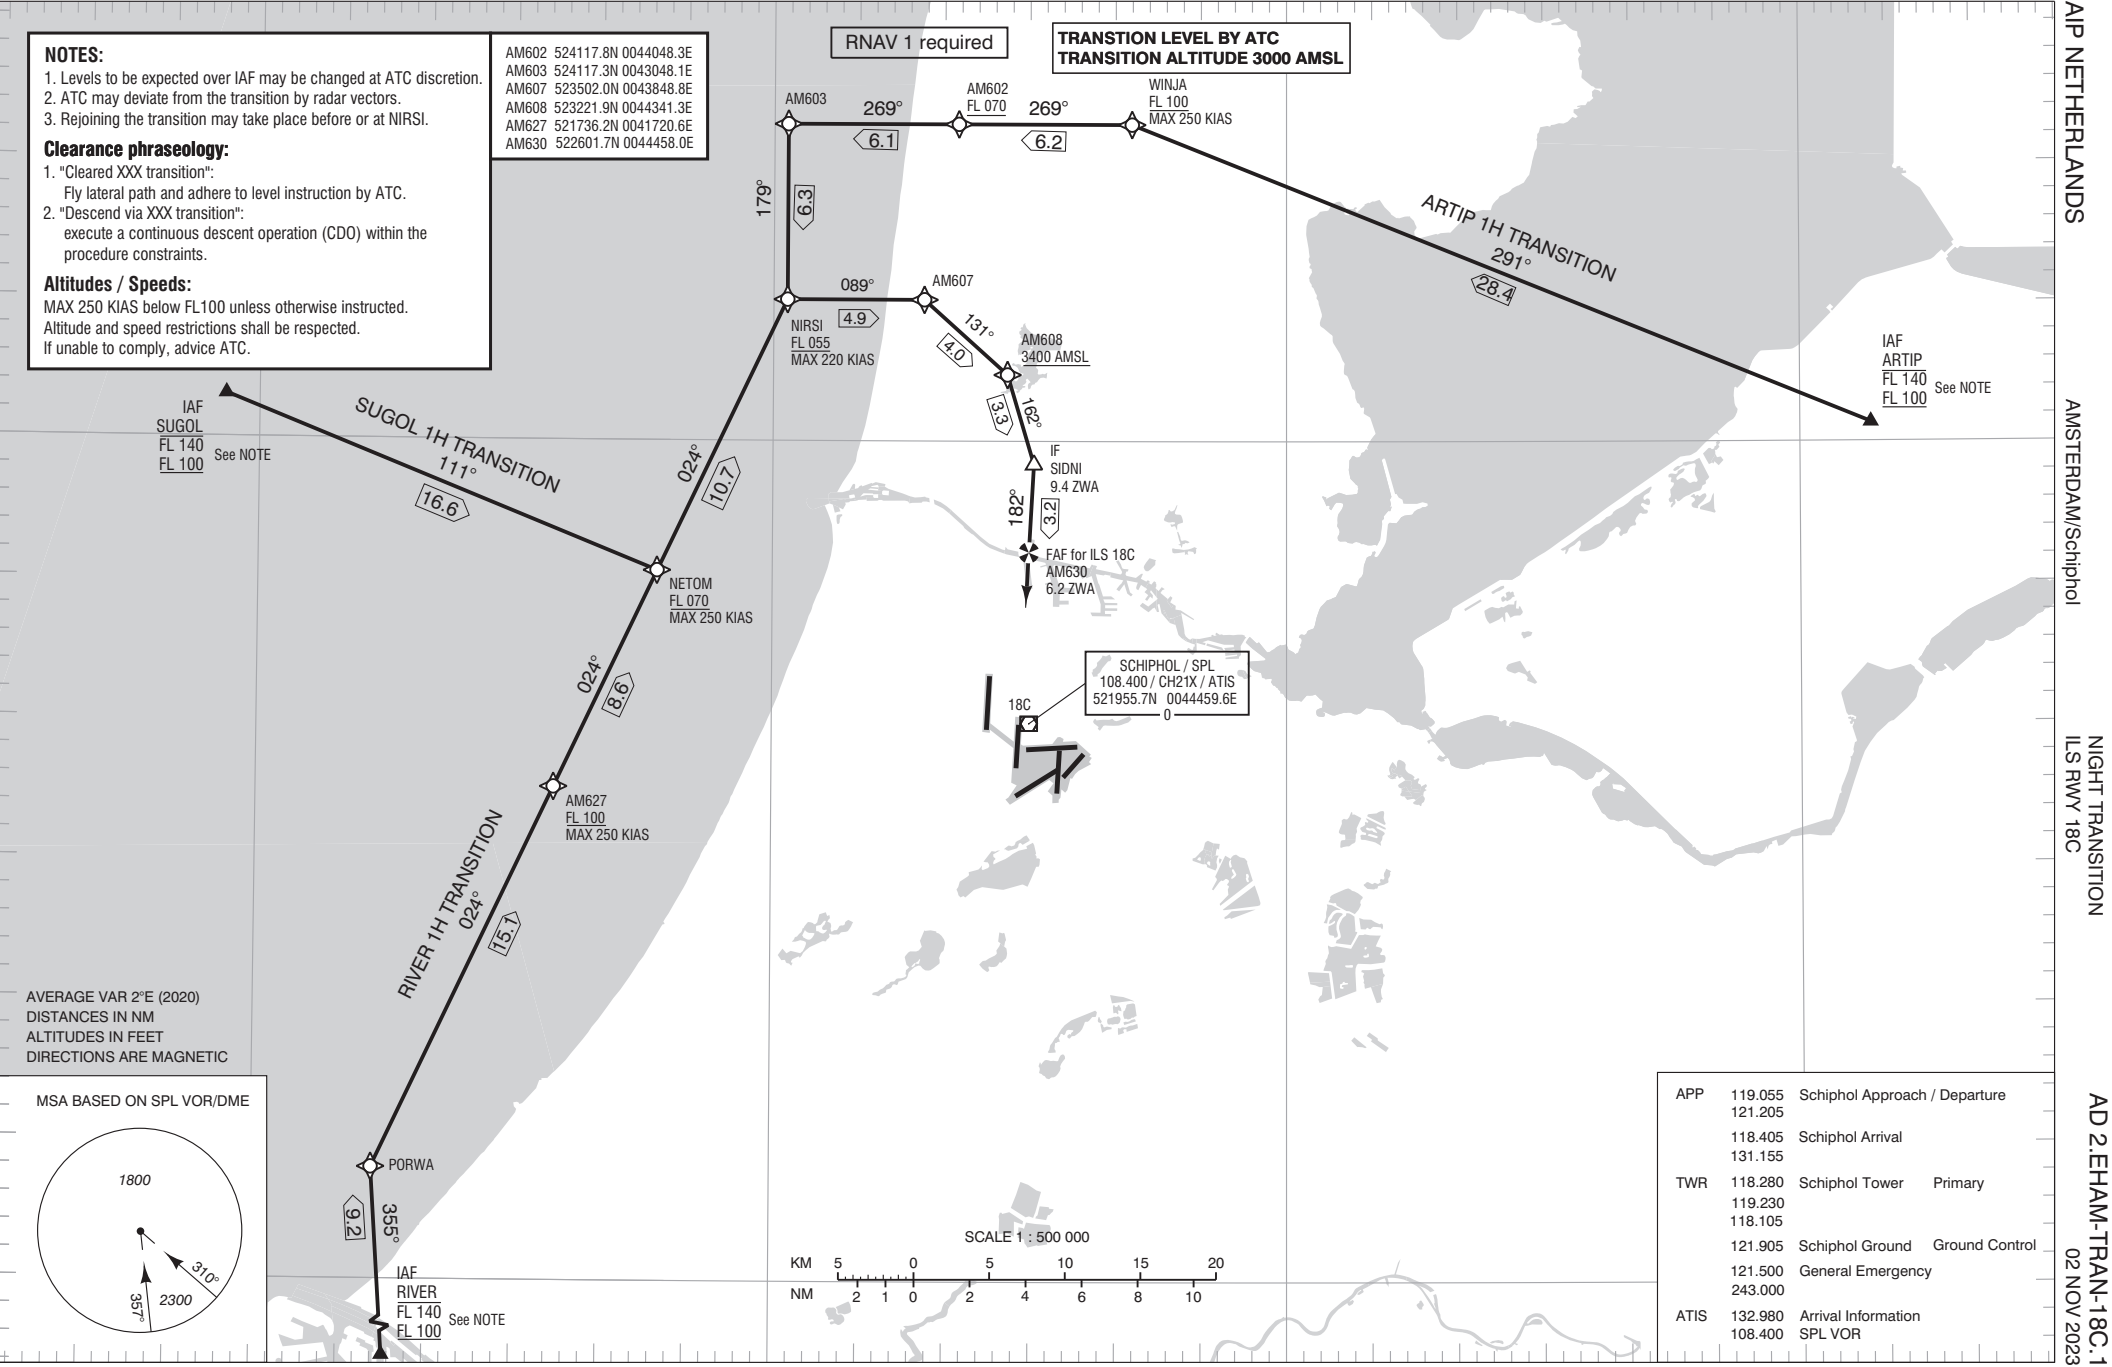 NOTES:
1. Levels to be expected over IAF may be changed at ATC discretion.
2. ATC may deviate from the transition by radar vectors.
3. Rejoining the transition may take place before or at NIRSI.
Clearance phraseology:
1. "Cleared XXX transition":
Fly lateral path and adhere to level instruction by ATC.
2. "Descend via XXX transition":
execute a continuous descent operation (CDO) within the
procedure constraints.
Altitudes / Speeds:
MAX 250 KIAS below FL100 unless otherwise instructed.
Altitude and speed restrictions shall be respected.
If unable to comply, advice ATC.
AM602 524117.8N 0044048.3E
AM603 524117.3N 0043048.1E
AM607 523502.0N 0043848.8E
AM608 523221.9N 0044341.3E
AM627 521736.2N 0041720.6E
AM630 522601.7N 0044458.0E
RNAV 1 required
TRANSTION LEVEL BY ATC
TRANSITION ALTITUDE 3000 AMSL
AM603
269°
6.1
AM602
FL 070
269°
6.2
WINJA
FL 100
MAX 250 KIAS
179°
6.3
ARTIP 1H TRANSITION
291°
28.4
IAF
ARTIP
FL 140
FL 100
See NOTE
089°
4.9
AM607
NIRSI
FL 055
MAX 220 KIAS
131°
4.0
AM608
3400 AMSL
162°
3.3
IF
SIDNI
9.4 ZWA
182°
3.2
FAF for ILS 18C
AM630
6.2 ZWA
IAF
SUGOL
FL 140
FL 100
See NOTE
SUGOL 1H TRANSITION
111°
16.6
024°
10.7
NETOM
FL 070
MAX 250 KIAS
024°
8.6
SCHIPHOL / SPL
108.400 / CH21X / ATIS
521955.7N 0044459.6E
0
18C
AM627
FL 100
MAX 250 KIAS
RIVER 1H TRANSITION
024°
15.1
PORWA
355°
9.2
IAF
RIVER
FL 140
FL 100
See NOTE
AVERAGE VAR 2°E (2020)
DISTANCES IN NM
ALTITUDES IN FEET
DIRECTIONS ARE MAGNETIC
MSA BASED ON SPL VOR/DME
1800
310°
357°
2300
SCALE 1 : 500 000
KM 5 0 5 10 15 20
NM 2 1 0 2 4 6 8 10
APP 119.055 Schiphol Approach / Departure
121.205
118.405 Schiphol Arrival
131.155
TWR 118.280 Schiphol Tower Primary
119.230
118.105
121.905 Schiphol Ground Ground Control
121.500 General Emergency
243.000
ATIS 132.980 Arrival Information
108.400 SPL VOR
AIP NETHERLANDS
AMSTERDAM/Schiphol
NIGHT TRANSITION
ILS RWY 18C
AD 2.EHAM-TRAN-18C.1
02 NOV 2023